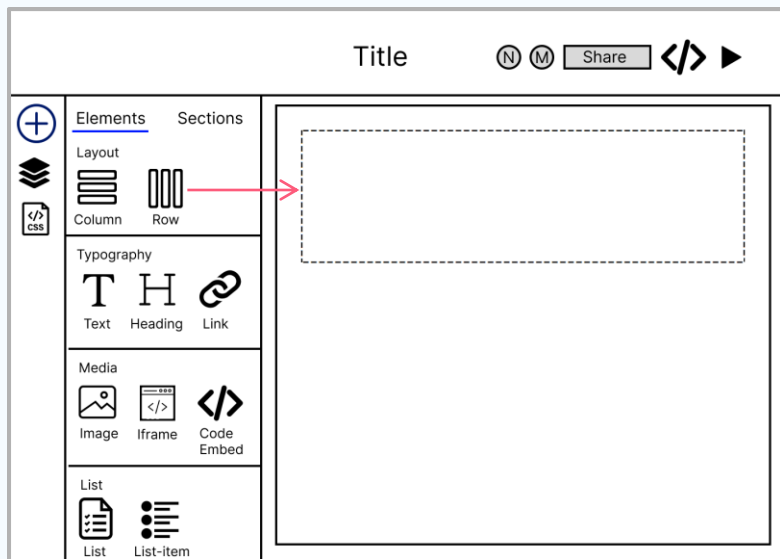 Title
N M Share </>
Elements Sections
Layout
Column Row
</>
CSS
Typography
T H
Text Heading Link
Media
</> </>
Image Iframe Code
Embed
List
List List-item